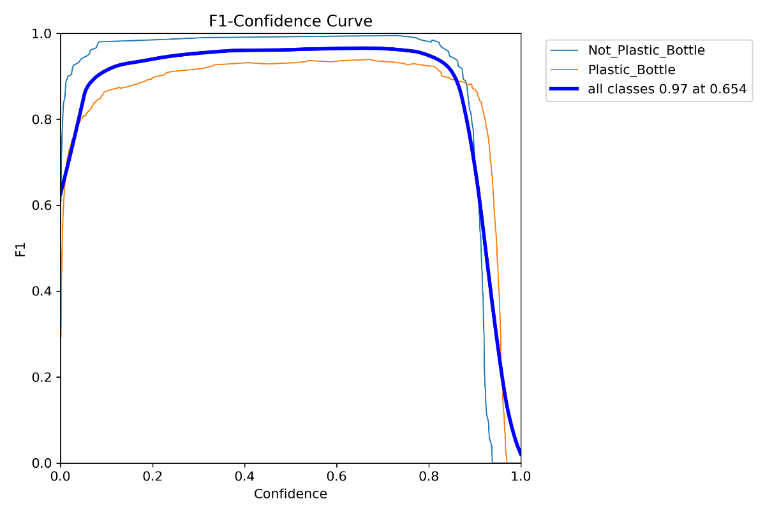 F1-Confidence Curve
1.0
0.8
0.6
0.4
0.2
0.0
F1
0.0 0.2 0.4 0.6 0.8 1.0
Confidence
Not_Plastic_Bottle
Plastic_Bottle
all classes 0.97 at 0.654